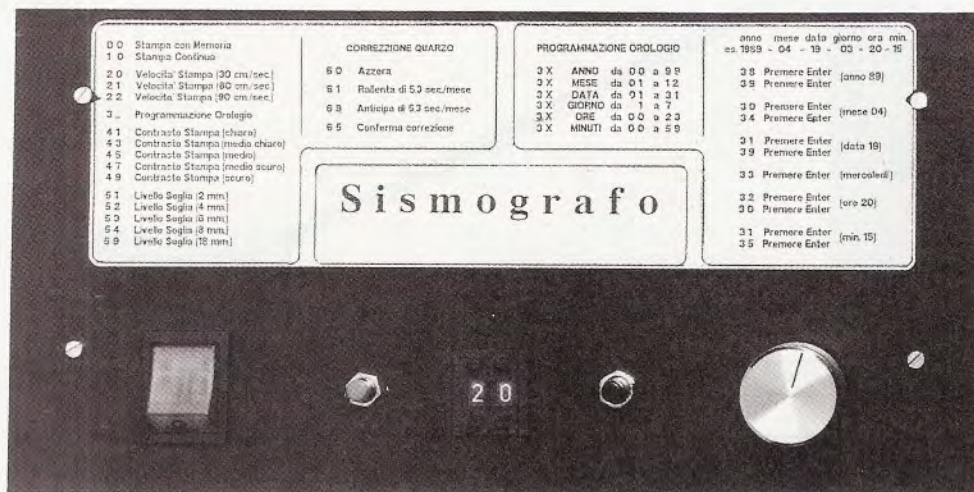 0 0 Stampa con Memoria
1 0 Stampa Continua
2 0 Velocita' Stampa (30 cm/sec.)
2 1 Velocita' Stampa (60 cm/sec.)
2 2 Velocita' Stampa (90 cm/sec.)
3 _ Programmazione Orologio
4 1 Contrasto Stampa (chiaro)
4 3 Contrasto Stampa (medio chiaro)
4 5 Contrasto Stampa (medio)
4 7 Contrasto Stampa (medio scuro)
4 9 Contrasto Stampa (scuro)
5 1 Livello Soglia (2 mm.)
5 2 Livello Soglia (4 mm.)
5 3 Livello Soglia (6 mm.)
5 4 Livello Soglia (8 mm.)
5 9 Livello Soglia (18 mm.)
CORREZZIONE QUARZO
6 0 Azzera
6 1 Rallenta di 5.3 sec./mese
6 9 Anticipa di 5.3 sec./mese
6 5 Conferma correzione
PROGRAMMAZIONE OROLOGIO
3 X ANNO da 0 0 a 9 9
3 X MESE da 0 1 a 1 2
3 X DATA da 0 1 a 3 1
3 X GIORNO da 1 a 7
3 X ORE da 0 0 a 2 3
3 X MINUTI da 0 0 a 5 9
anno mese data giorno ora min.
es. 1989 - 04 - 19 - 03 - 20 - 15
3 8 Premere Enter
3 9 Premere Enter (anno 89)
3 0 Premere Enter
3 4 Premere Enter (mese 04)
3 1 Premere Enter
3 9 Premere Enter (data 19)
3 3 Premere Enter (mercoledi')
3 2 Premere Enter
3 0 Premere Enter (ore 20)
3 1 Premere Enter
3 5 Premere Enter (min. 15)
Sismografo
2 0